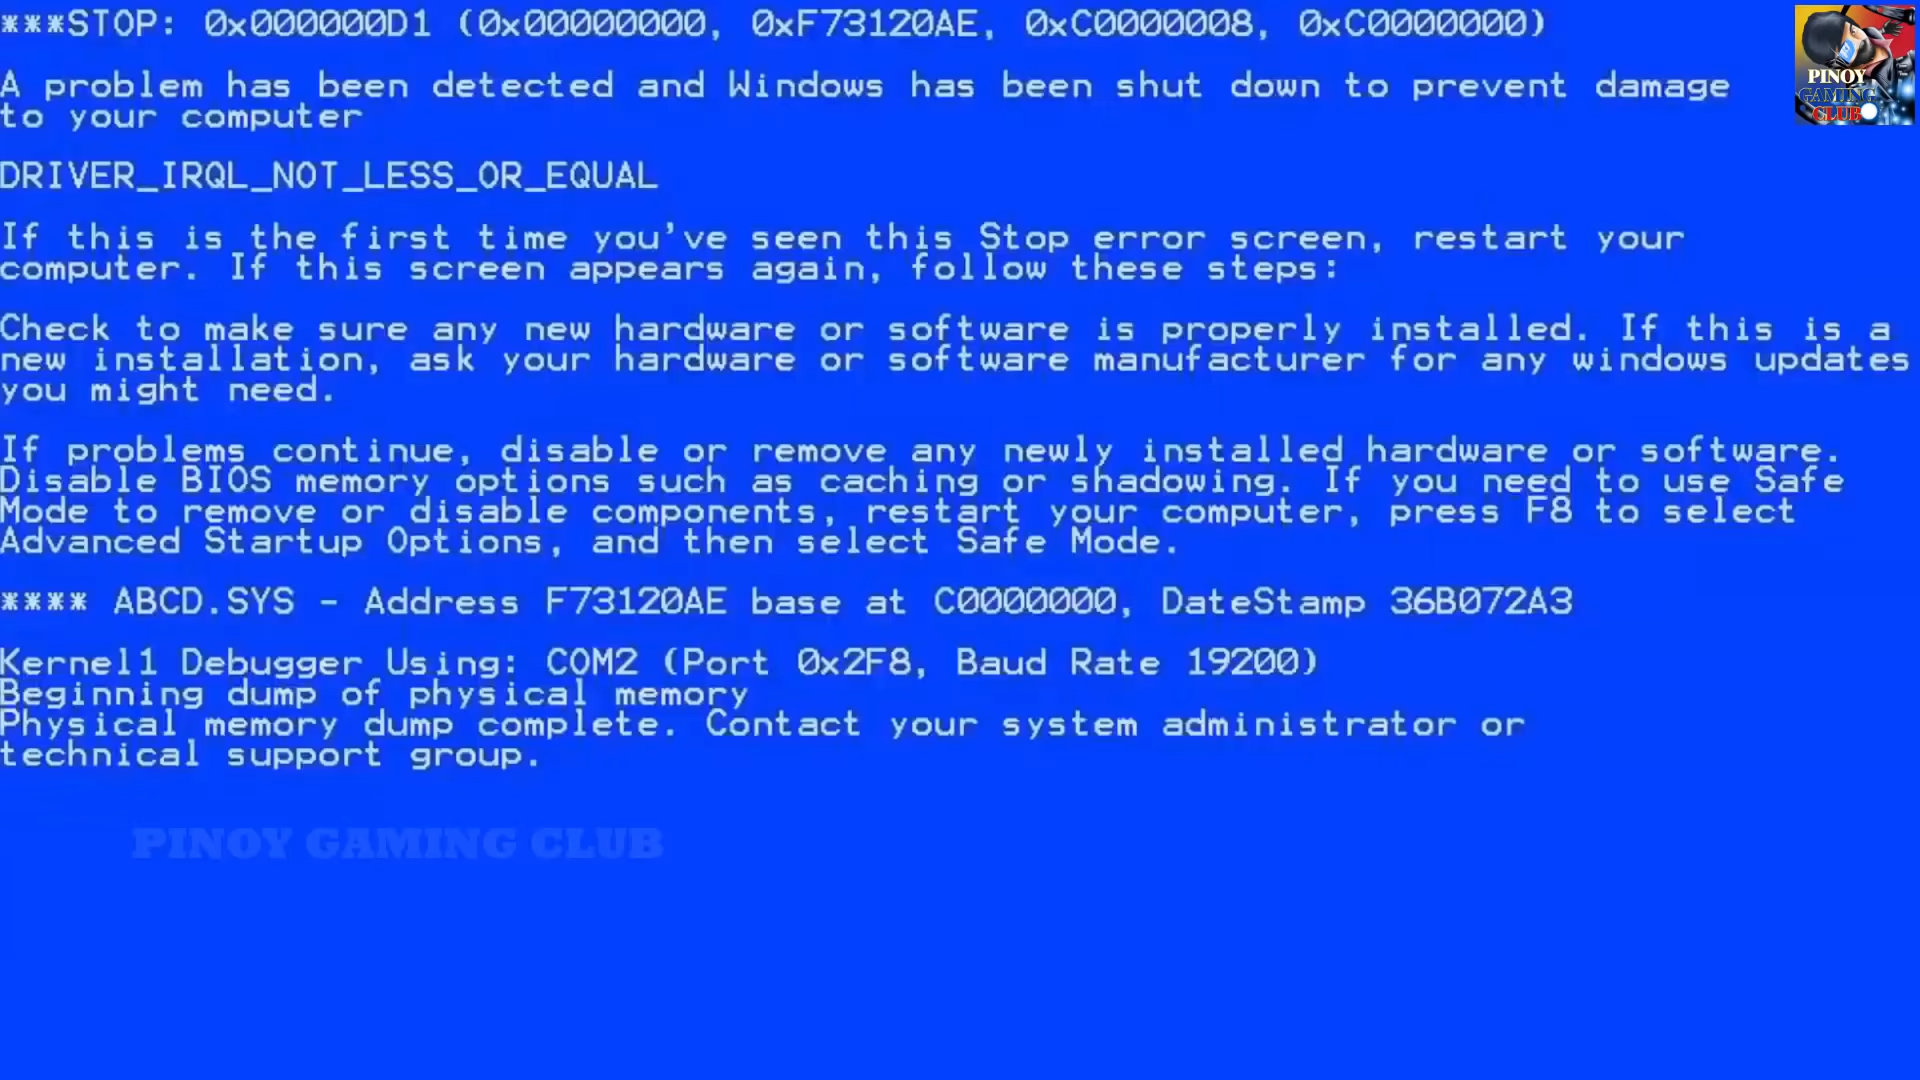 ***STOP: 0x000000D1 (0x00000000, 0xF73120AE, 0xC0000008, 0xC0000000)
A problem has been detected and Windows has been shut down to prevent damage
to your computer
DRIVER_IRQL_NOT_LESS_OR_EQUAL
If this is the first time you've seen this Stop error screen, restart your
computer. If this screen appears again, follow these steps:
Check to make sure any new hardware or software is properly installed. If this is a
new installation, ask your hardware or software manufacturer for any windows updates
you might need.
If problems continue, disable or remove any newly installed hardware or software.
Disable BIOS memory options such as caching or shadowing. If you need to use Safe
Mode to remove or disable components, restart your computer, press F8 to select
Advanced Startup Options, and then select Safe Mode.
**** ABCD.SYS - Address F73120AE base at C0000000, DateStamp 36B072A3
Kernel1 Debugger Using: COM2 (Port 0x2F8, Baud Rate 19200)
Beginning dump of physical memory
Physical memory dump complete. Contact your system administrator or
technical support group.
PINOY GAMING CLUB
PINOY
GAMING
CLUB